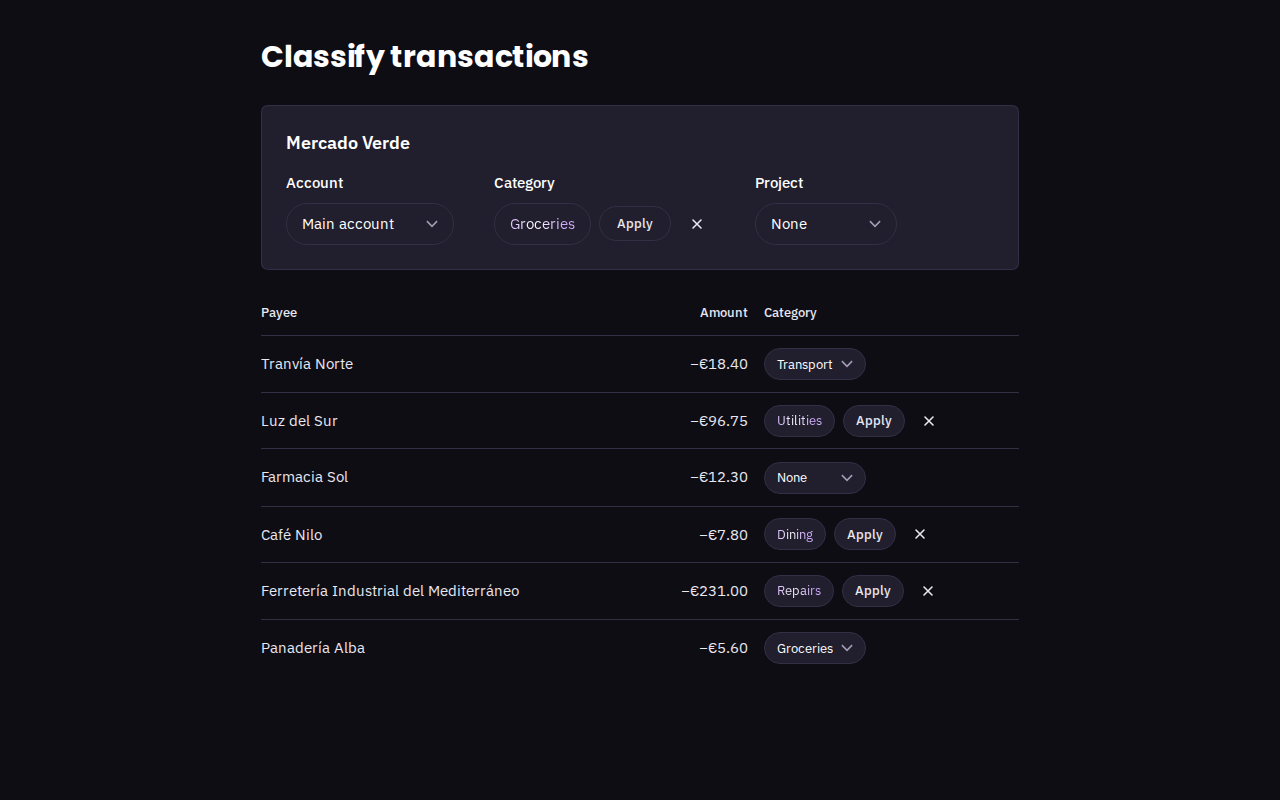 Classify transactions
Mercado Verde
Account Category Project
Main account Groceries Apply × None
Payee Amount Category
Tranvía Norte −€18.40 Transport
Luz del Sur −€96.75 Utilities Apply ×
Farmacia Sol −€12.30 None
Café Nilo −€7.80 Dining Apply ×
Ferretería Industrial del Mediterráneo −€231.00 Repairs Apply ×
Panadería Alba −€5.60 Groceries